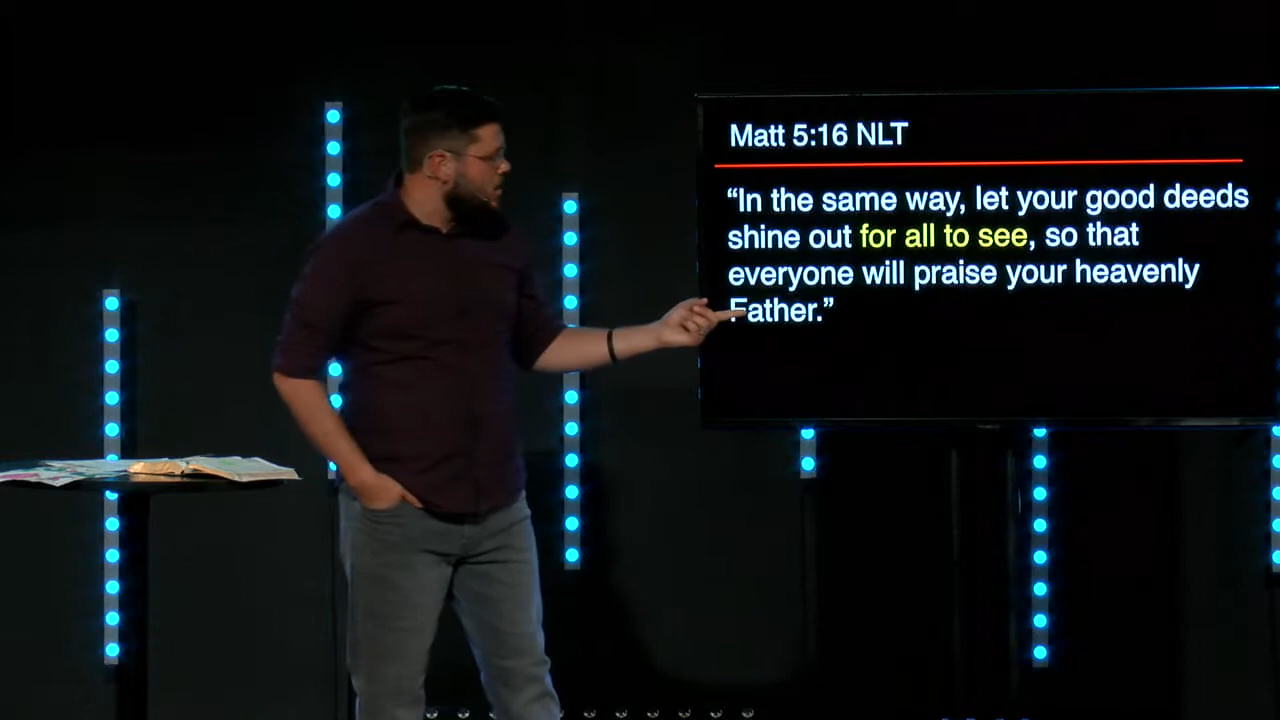 Matt 5:16 NLT
“In the same way, let your good deeds
shine out for all to see, so that
everyone will praise your heavenly
Father.”